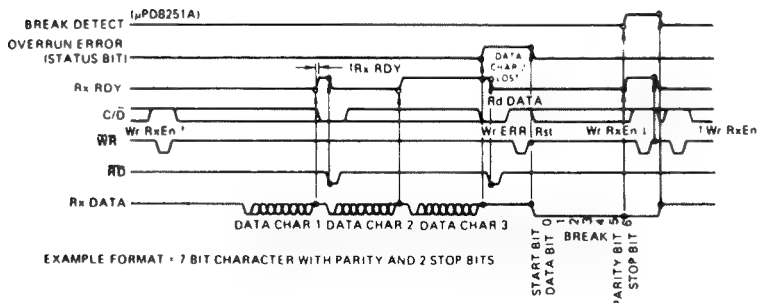 (μPD8251A)
BREAK DETECT
OVERRUN ERROR
(STATUS BIT)
DATA
CHAR 2
LOST
tRx RDY
Rx RDY
Rd DATA
C/D̄
Wr RxEn ↑
Wr ERR Rst
Wr RxEn ↓
↑ Wr RxEn
W̄R̄
R̄D̄
Rx DATA
DATA CHAR 1 DATA CHAR 2 DATA CHAR 3
BREAK
START BIT
DATA BIT 0 1 2 3 4 5 6
PARITY BIT
STOP BIT
EXAMPLE FORMAT = 7 BIT CHARACTER WITH PARITY AND 2 STOP BITS